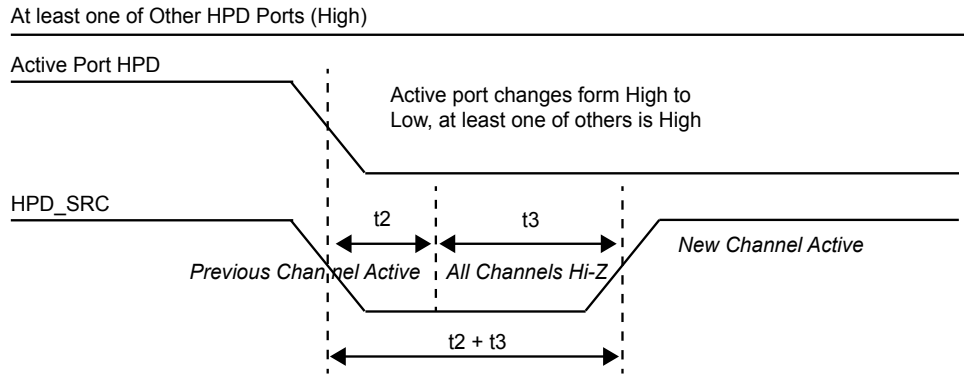 At least one of Other HPD Ports (High)
Active Port HPD
Active port changes form High to
Low, at least one of others is High
HPD_SRC
t2
t3
New Channel Active
Previous Channel Active
All Channels Hi-Z
t2 + t3